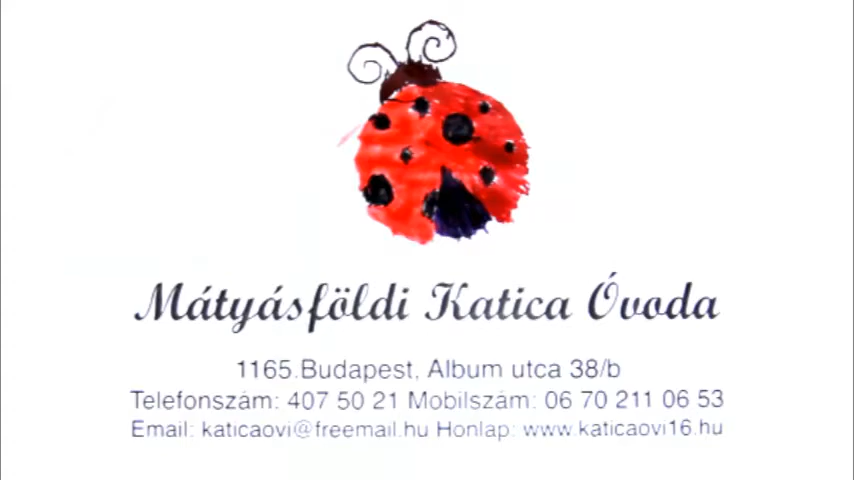 Mátyásföldi Katica Óvoda
1165.Budapest, Album utca 38/b
Telefonszám: 407 50 21 Mobilszám: 06 70 211 06 53
Email: katicaovi@freemail.hu Honlap: www.katicaovi16.hu